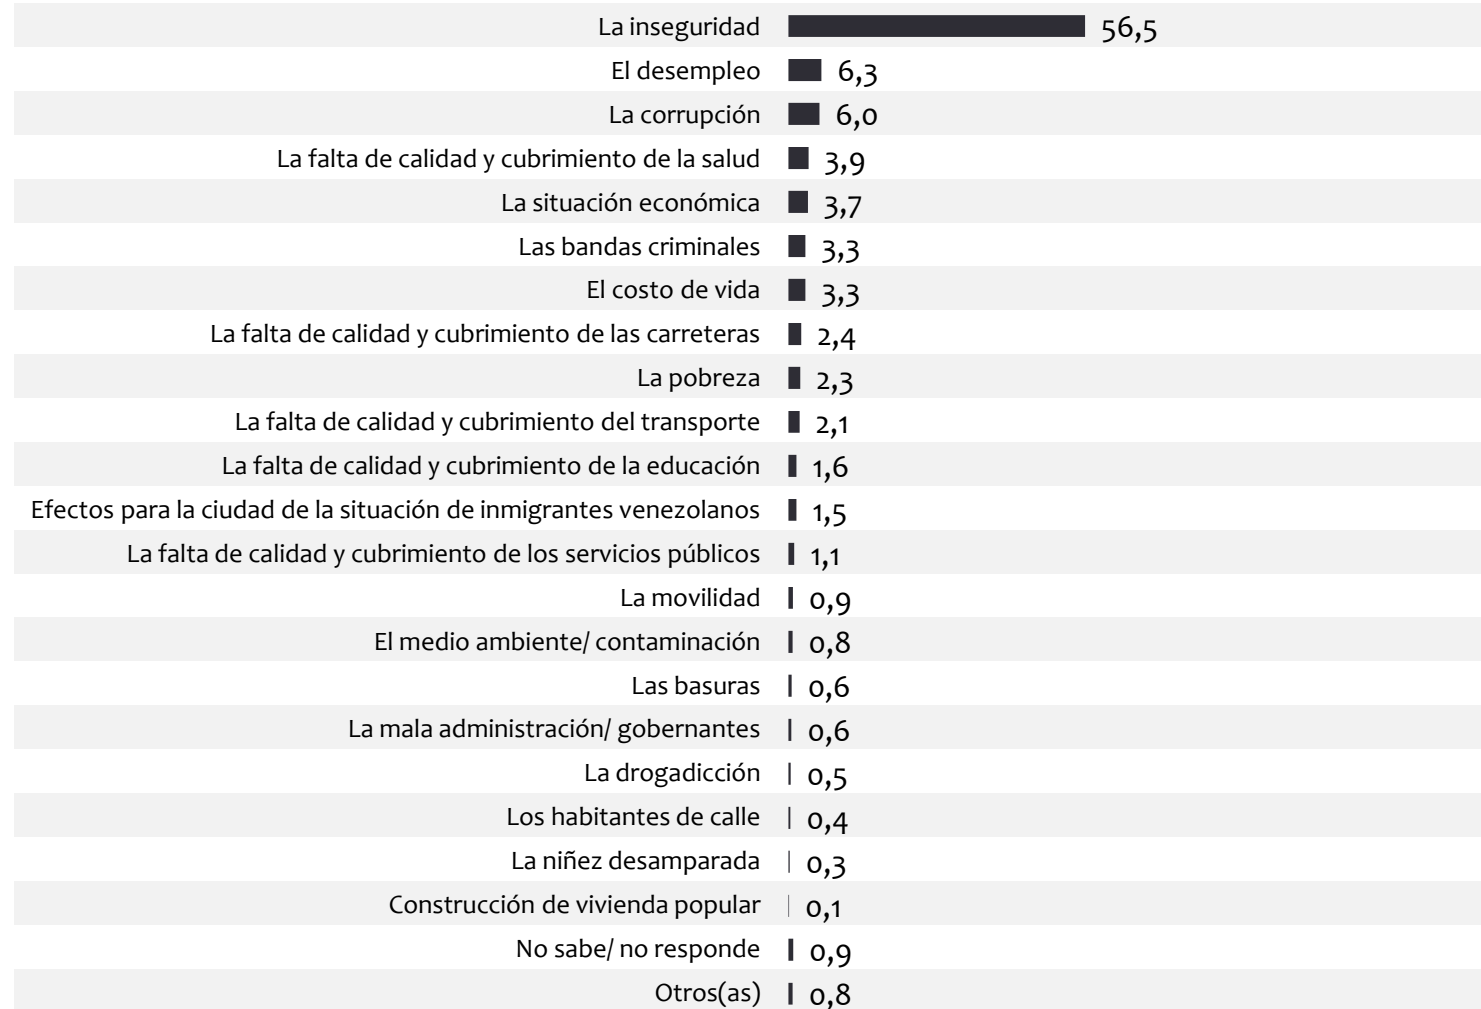 La inseguridad 56,5
El desempleo 6,3
La corrupción 6,0
La falta de calidad y cubrimiento de la salud 3,9
La situación económica 3,7
Las bandas criminales 3,3
El costo de vida 3,3
La falta de calidad y cubrimiento de las carreteras 2,4
La pobreza 2,3
La falta de calidad y cubrimiento del transporte 2,1
La falta de calidad y cubrimiento de la educación 1,6
Efectos para la ciudad de la situación de inmigrantes venezolanos 1,5
La falta de calidad y cubrimiento de los servicios públicos 1,1
La movilidad 0,9
El medio ambiente/ contaminación 0,8
Las basuras 0,6
La mala administración/ gobernantes 0,6
La drogadicción 0,5
Los habitantes de calle 0,4
La niñez desamparada 0,3
Construcción de vivienda popular 0,1
No sabe/ no responde 0,9
Otros(as) 0,8